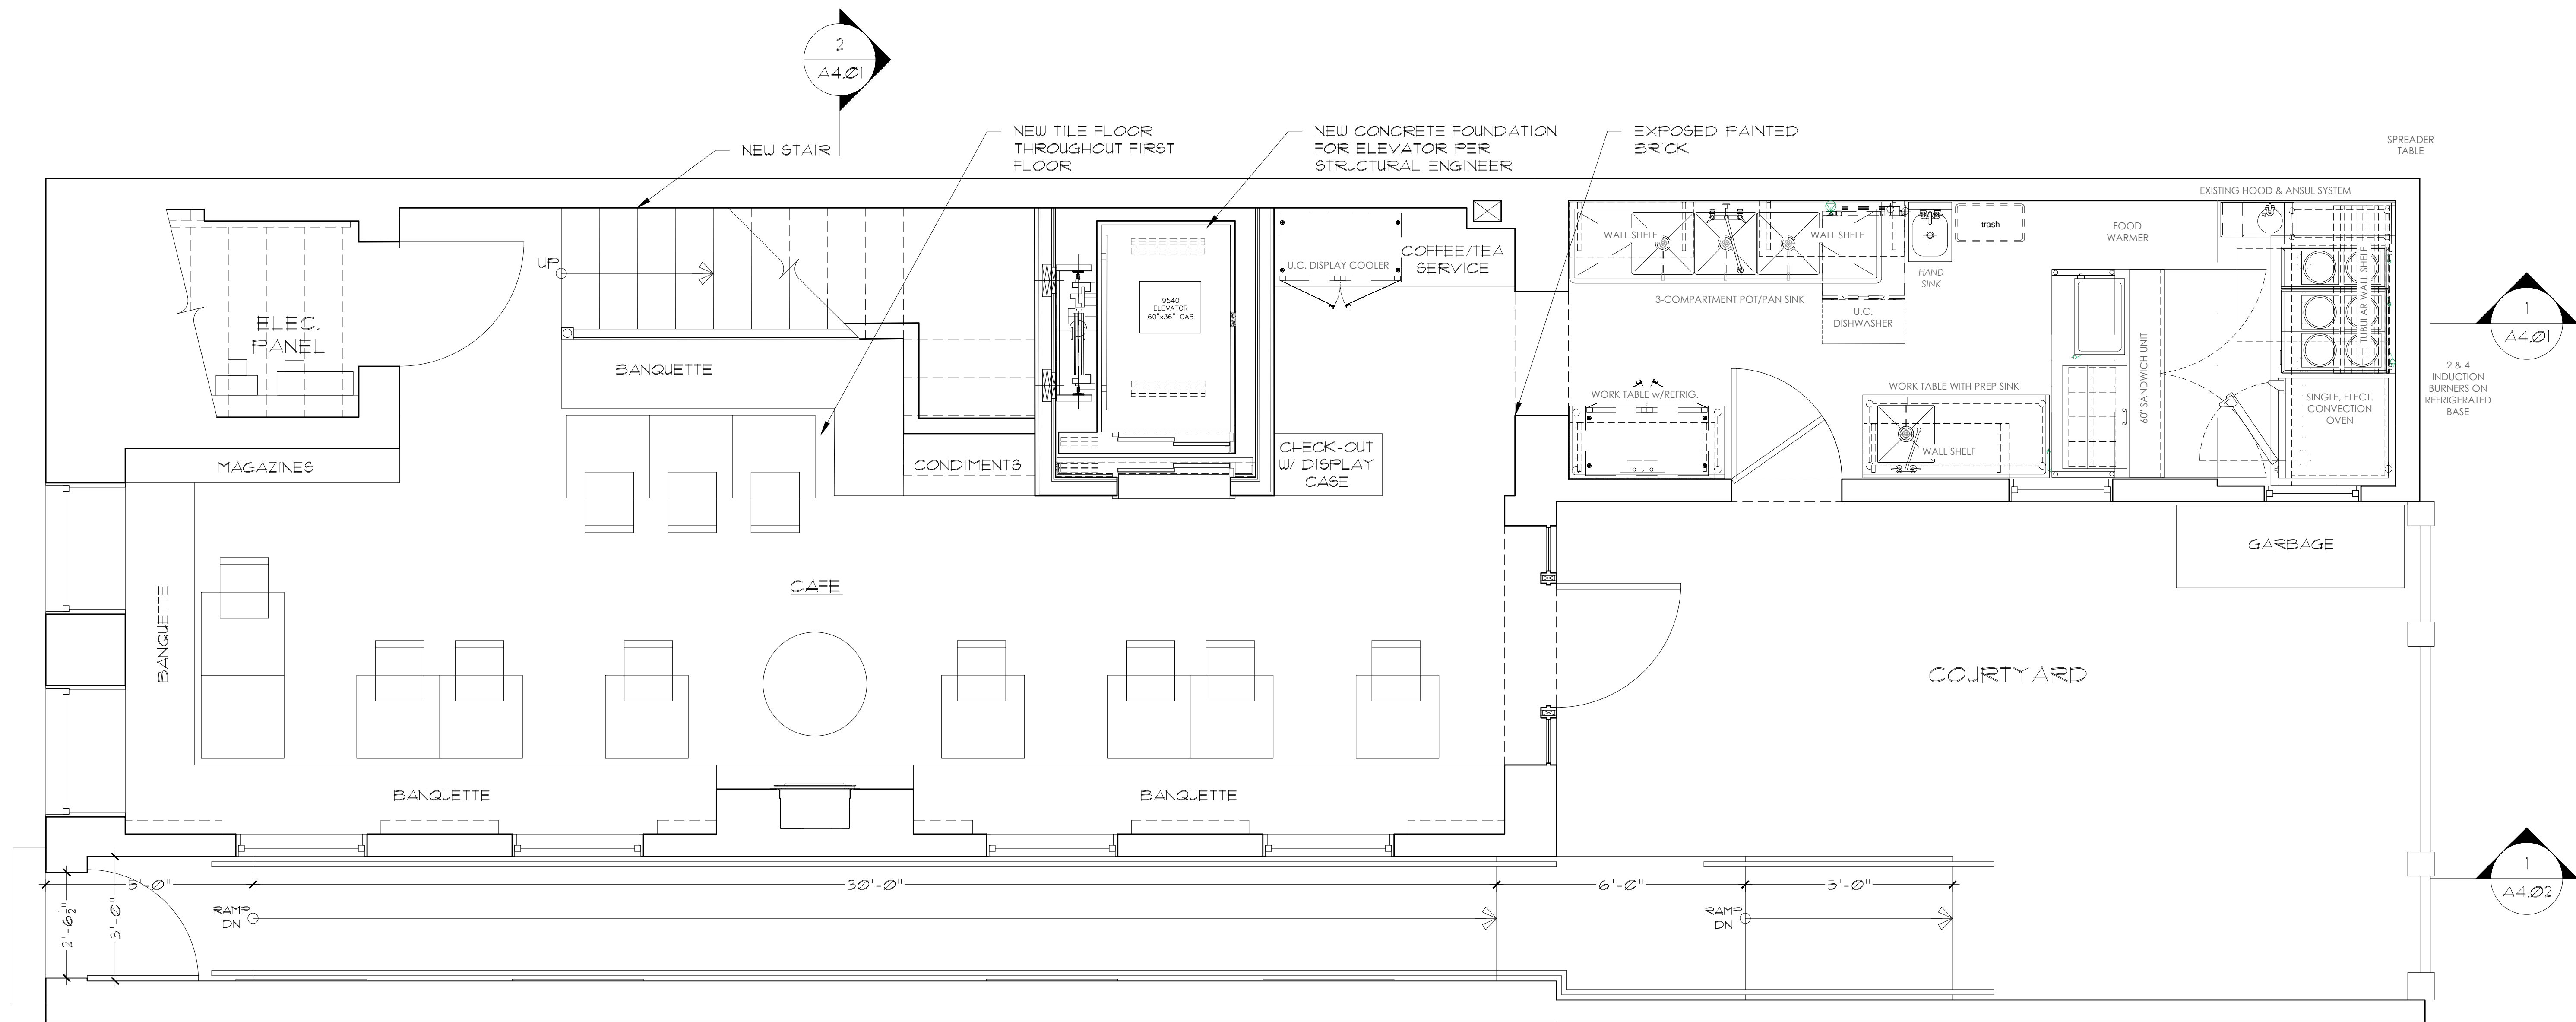 2
A4.01
NEW STAIR
NEW TILE FLOOR
THROUGHOUT FIRST
FLOOR
NEW CONCRETE FOUNDATION
FOR ELEVATOR PER
STRUCTURAL ENGINEER
EXPOSED PAINTED
BRICK
SPREADER
TABLE
EXISTING HOOD & ANSUL SYSTEM
ELEC.
PANEL
UP
BANQUETTE
9540
ELEVATOR
60"x36" CAB
U.C. DISPLAY COOLER
COFFEE/TEA
SERVICE
WALL SHELF
WALL SHELF
3-COMPARTMENT POT/PAN SINK
U.C.
DISHWASHER
HAND
SINK
trash
FOOD
WARMER
TUBULAR WALL SHELF
60" SANDWICH UNIT
1
A4.01
2 & 4
INDUCTION
BURNERS ON
REFRIGERATED
BASE
SINGLE, ELECT.
CONVECTION
OVEN
WORK TABLE w/REFRIG.
WORK TABLE WITH PREP SINK
WALL SHELF
MAGAZINES
CONDIMENTS
CHECK-OUT
W/ DISPLAY
CASE
GARBAGE
BANQUETTE
CAFE
COURTYARD
BANQUETTE
BANQUETTE
5'-0"
30'-0"
6'-0"
5'-0"
2'-6 1/2"
3'-0"
RAMP
DN
RAMP
DN
1
A4.02